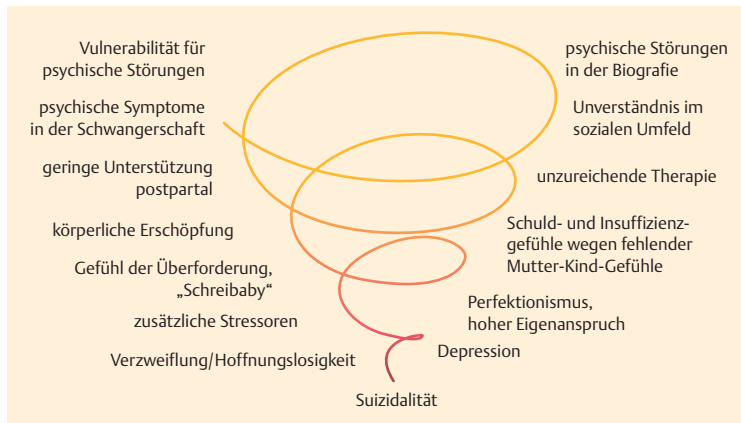 Vulnerabilität für
psychische Störungen
psychische Störungen
in der Biografie
psychische Symptome
in der Schwangerschaft
Unverständnis im
sozialen Umfeld
geringe Unterstützung
postpartal
unzureichende Therapie
körperliche Erschöpfung
Schuld- und Insuffizienz-
gefühle wegen fehlender
Mutter-Kind-Gefühle
Gefühl der Überforderung,
„Schreibaby“
Perfektionismus,
hoher Eigenanspruch
zusätzliche Stressoren
Depression
Verzweiflung/Hoffnungslosigkeit
Suizidalität